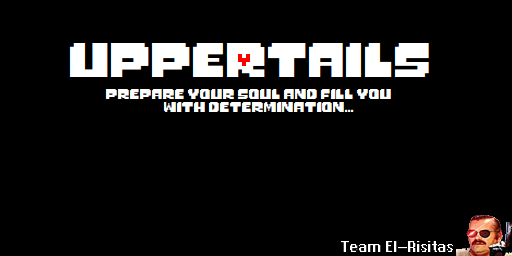 UPPERTAILS
PREPARE YOUR SOUL AND FILL YOU
WITH DETERMINATION...
Team El-Risitas